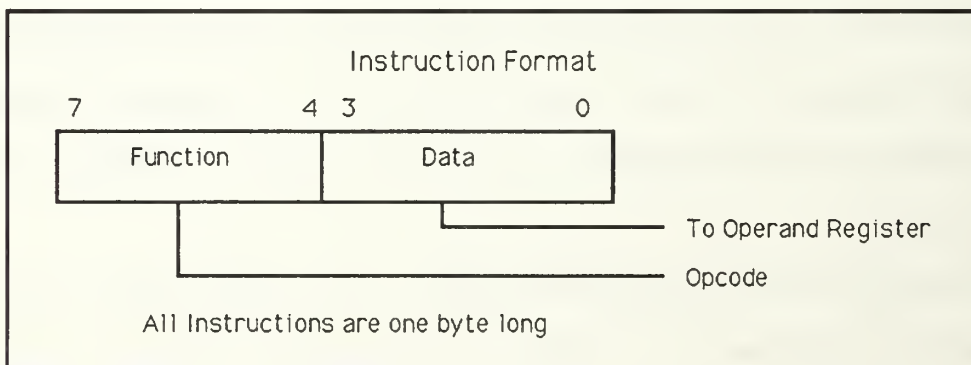 Instruction Format
7 4 3 0
Function Data
To Operand Register
Opcode
All Instructions are one byte long